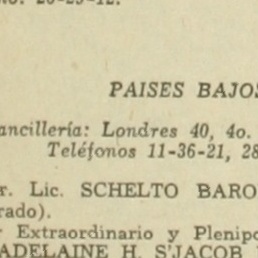 PAISES BAJOS
ancillería: Londres 40, 4o.
Teléfonos 11-36-21, 28
r. Lic. SCHELTO BARO
rado).
r Extraordinario y Plenipo
ADELAINE H. S'JACOB